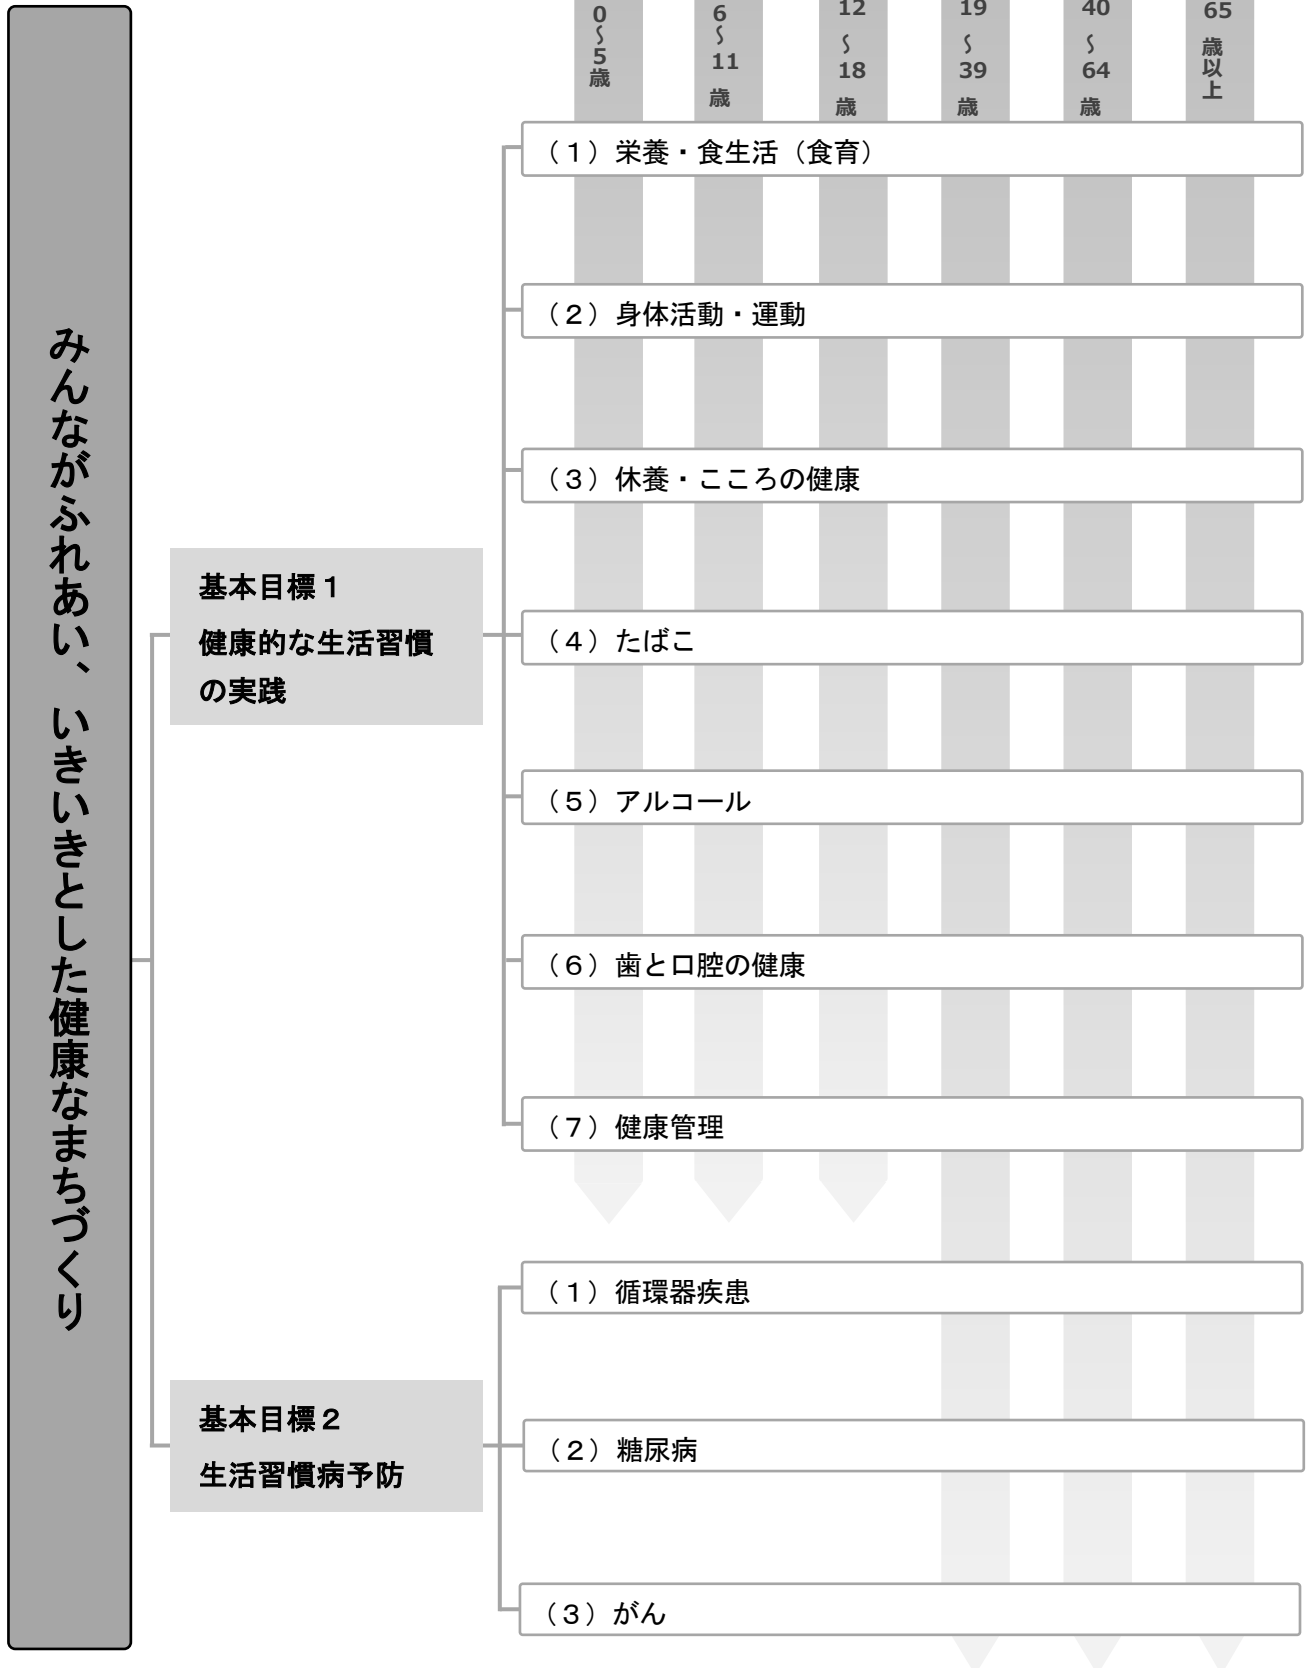 0～5歳
6～11歳
12～18歳
19～39歳
40～64歳
65歳以上
みんながふれあい、いきいきとした健康なまちづくり
基本目標１
健康的な生活習慣
の実践
（１）栄養・食生活（食育）
（２）身体活動・運動
（３）休養・こころの健康
（４）たばこ
（５）アルコール
（６）歯と口腔の健康
（７）健康管理
基本目標２
生活習慣病予防
（１）循環器疾患
（２）糖尿病
（３）がん